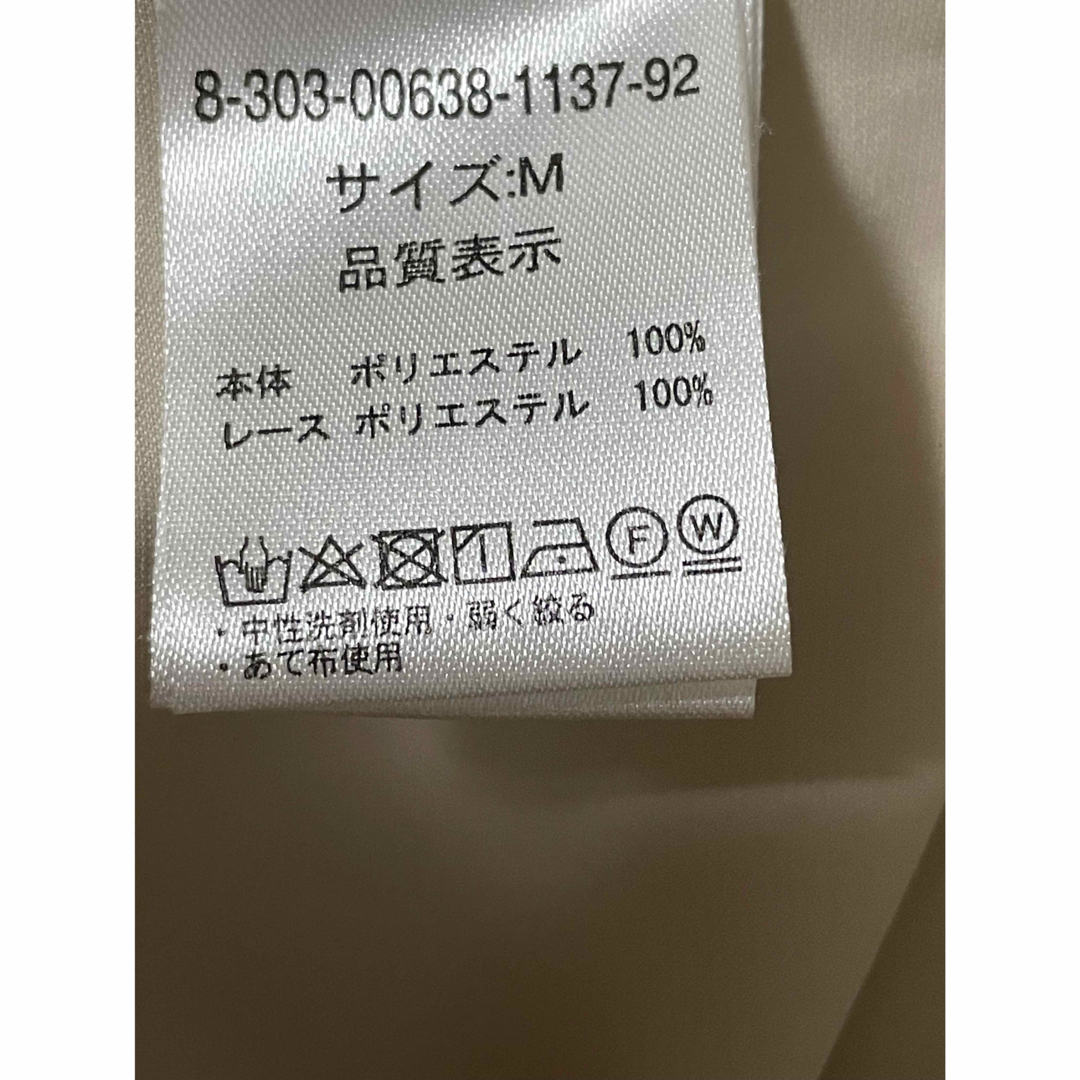 8-303-00638-1137-92
サイズ:M
品質表示
本体 ポリエステル 100%
レース ポリエステル 100%
F W
・中性洗剤使用・弱く絞る
・あて布使用